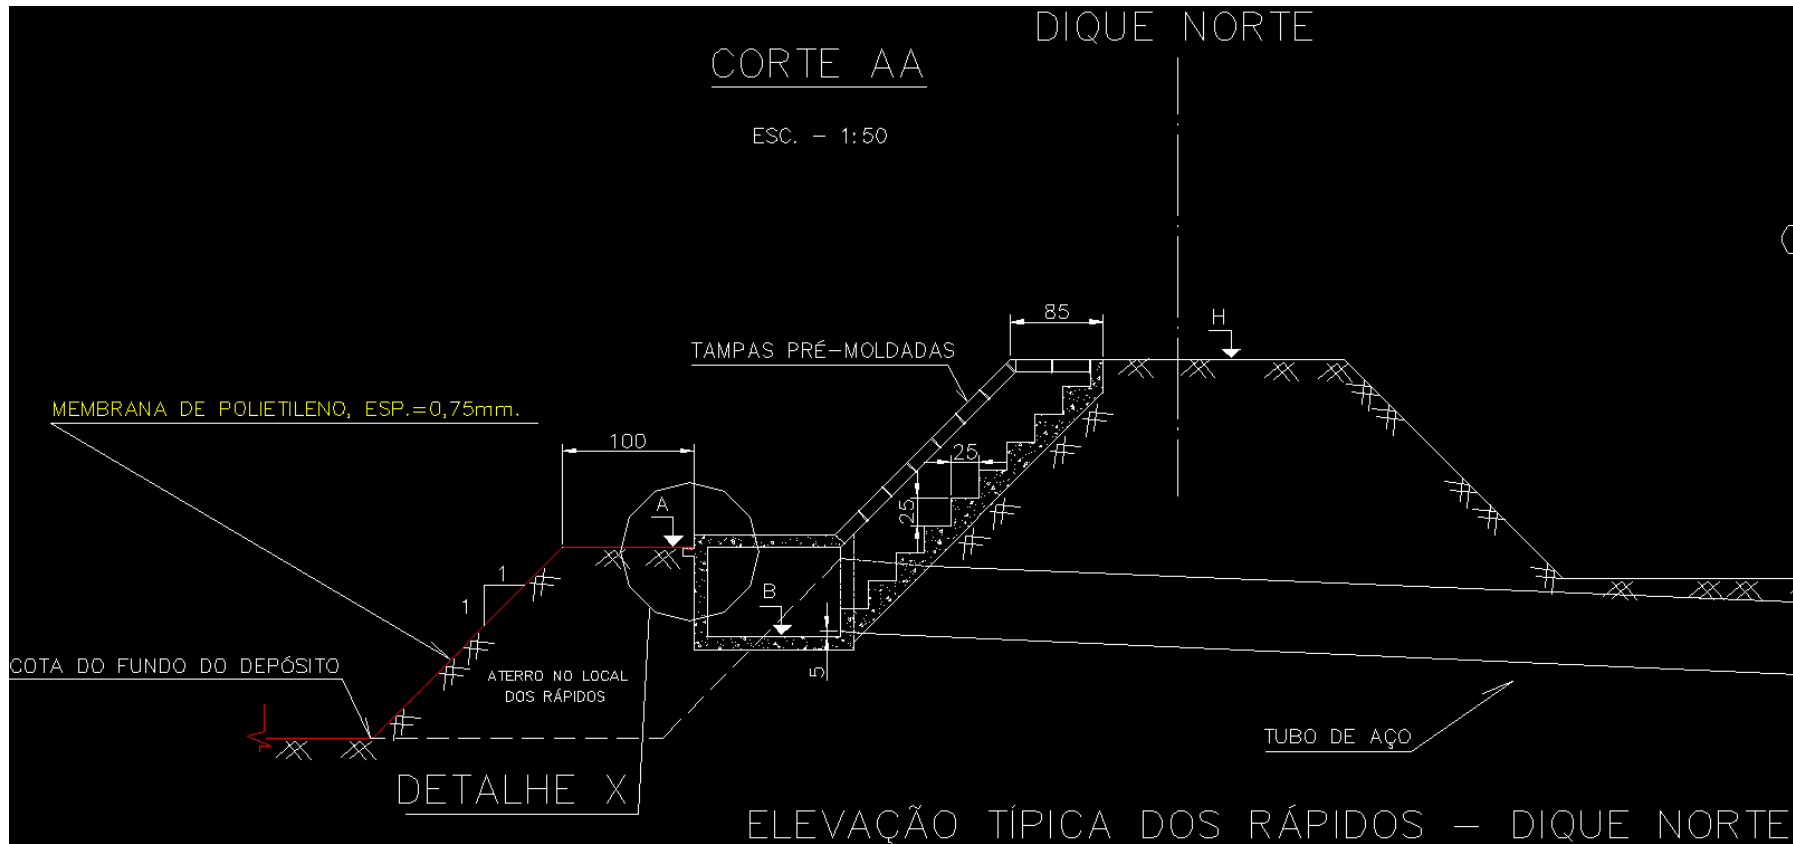 DIQUE NORTE
CORTE AA
ESC. - 1:50
85
H
TAMPAS PRÉ-MOLDADAS
MEMBRANA DE POLIETILENO, ESP.=0,75mm.
100
25
A
25
1
1
B
COTA DO FUNDO DO DEPÓSITO
ATERRO NO LOCAL
DOS RÁPIDOS
5
TUBO DE AÇO
DETALHE X
ELEVAÇÃO TÍPICA DOS RÁPIDOS - DIQUE NORTE